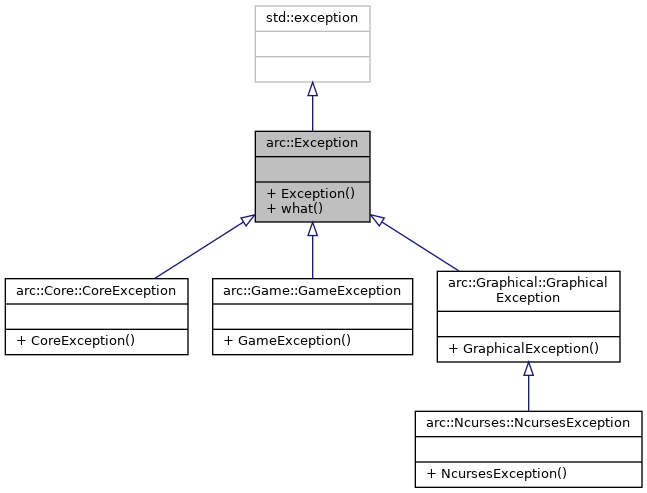 std::exception
arc::Exception
+ Exception()
+ what()
arc::Core::CoreException
+ CoreException()
arc::Game::GameException
+ GameException()
arc::Graphical::Graphical
Exception
+ GraphicalException()
arc::Ncurses::NcursesException
+ NcursesException()